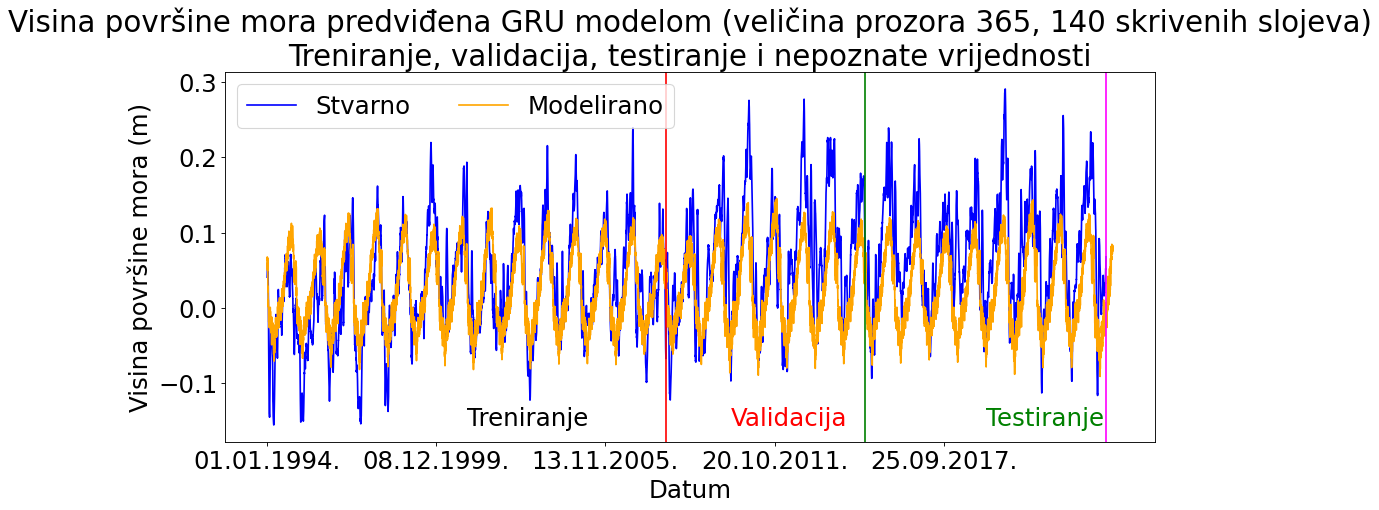 Visina površine mora predviđena GRU modelom (veličina prozora 365, 140 skrivenih slojeva)
Treniranje, validacija, testiranje i nepoznate vrijednosti
Stvarno
Modelirano
Visina površine mora (m)
0.3
0.2
0.1
0.0
−0.1
Treniranje
Validacija
Testiranje
01.01.1994.
08.12.1999.
13.11.2005.
20.10.2011.
25.09.2017.
Datum